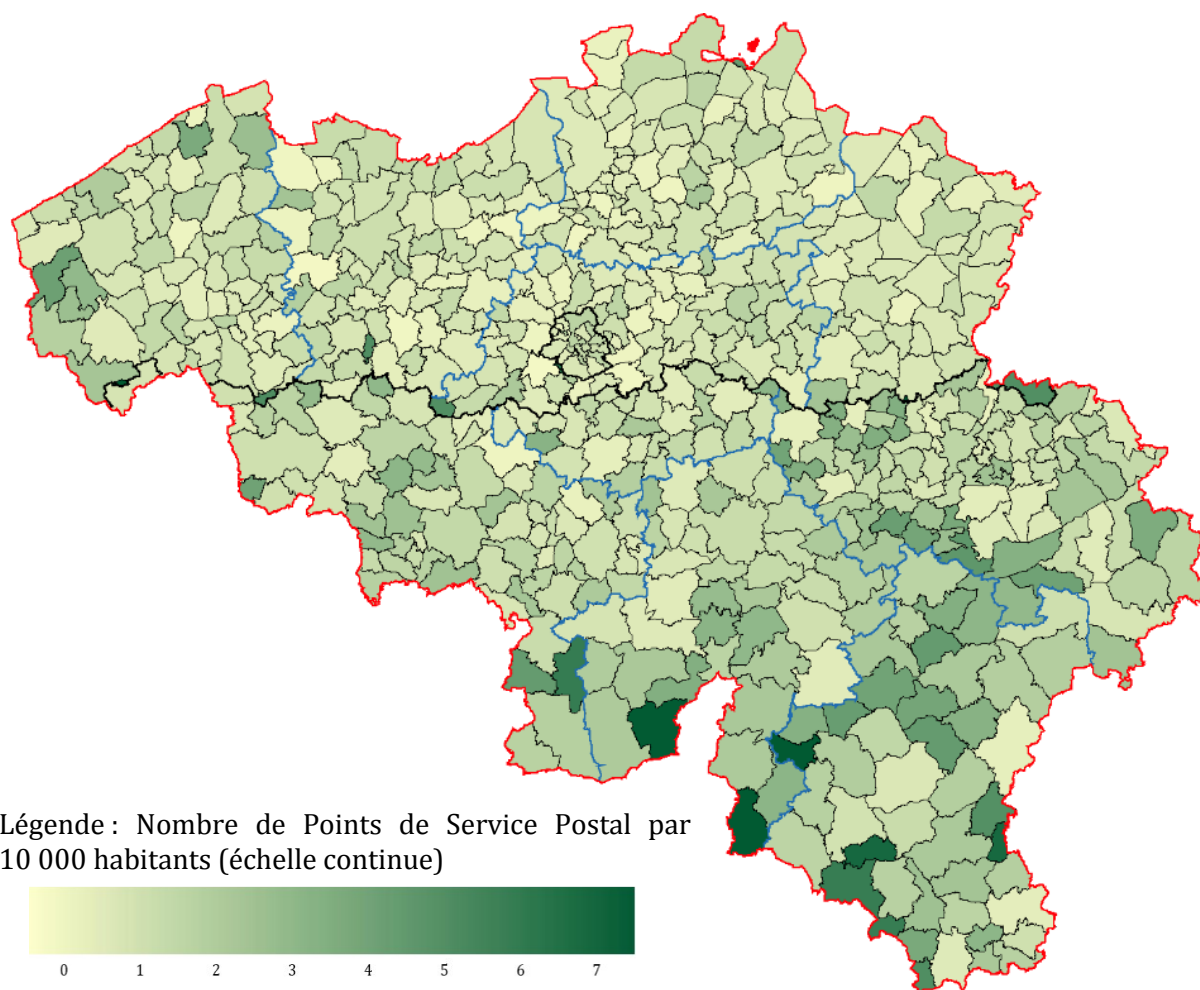 Légende : Nombre de Points de Service Postal par
10 000 habitants (échelle continue)
0 1 2 3 4 5 6 7